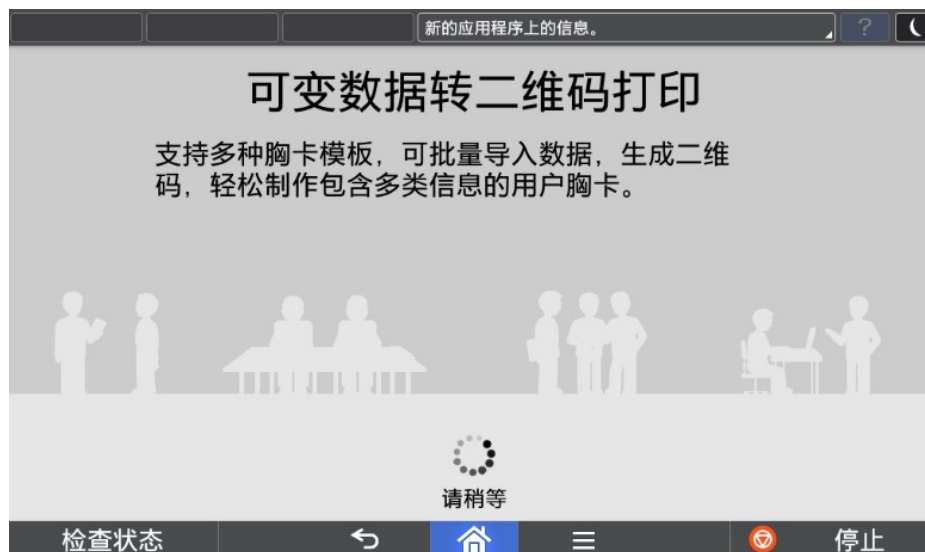 新的应用程序上的信息。
?
可变数据转二维码打印
支持多种胸卡模板，可批量导入数据，生成二维
码，轻松制作包含多类信息的用户胸卡。
请稍等
检查状态
停止